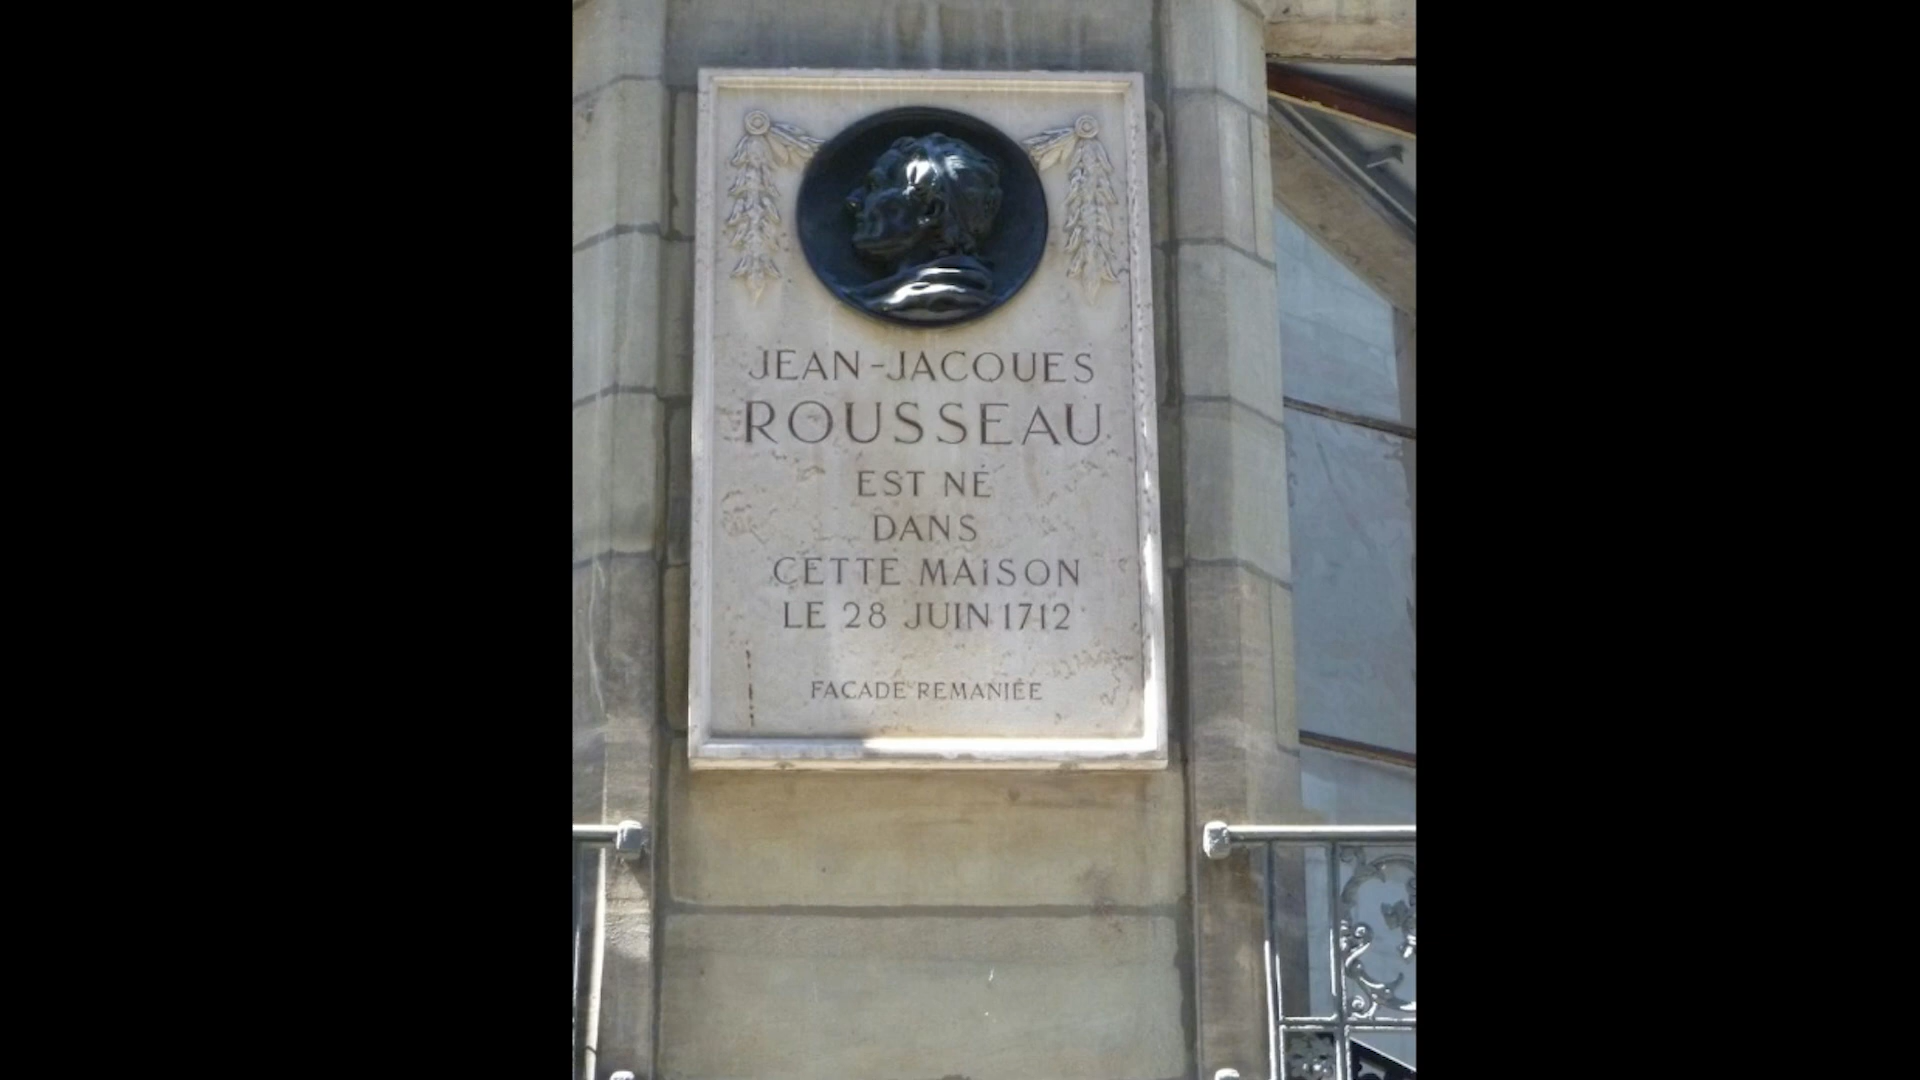 JEAN-JACQUES
ROUSSEAU
EST NÉ
DANS
CETTE MAISON
LE 28 JUIN 1712
FACADE REMANIÉE